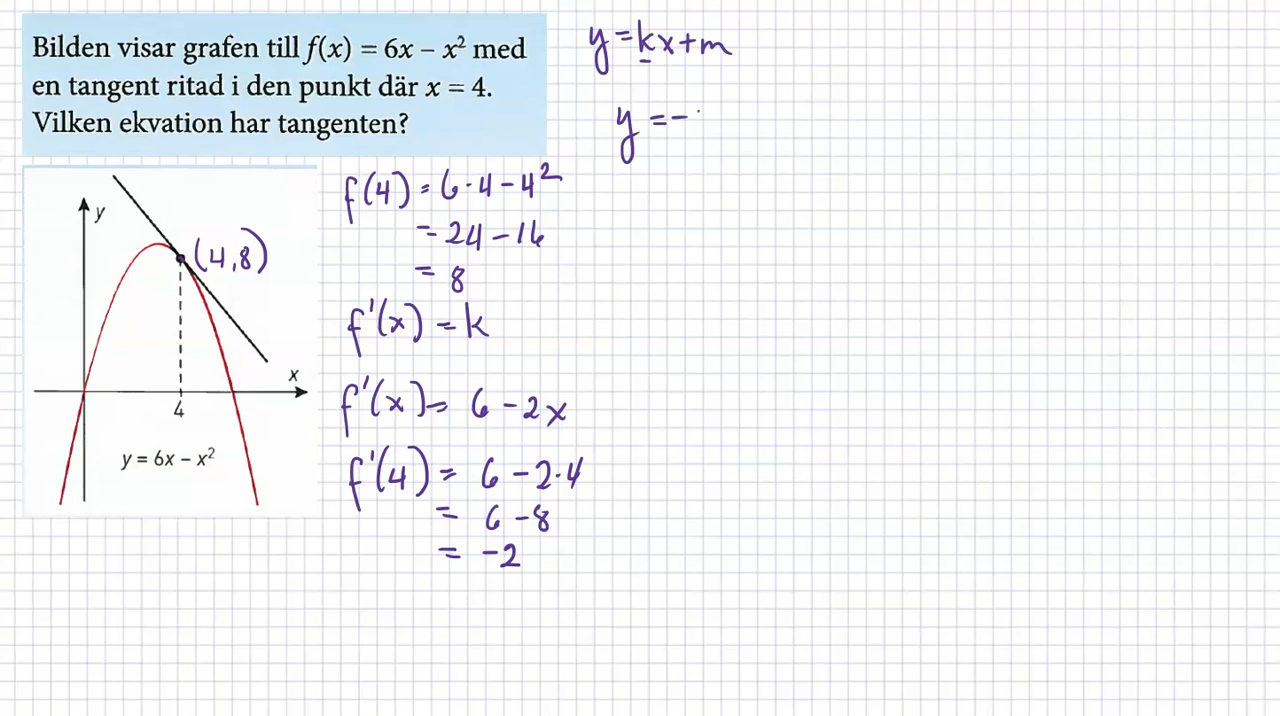 Bilden visar grafen till f(x) = 6x – x² med
en tangent ritad i den punkt där x = 4.
Vilken ekvation har tangenten?
y = kx + m
y = -
f(4) = 6·4 - 4²
= 24 - 16
= 8
f'(x) = k
f'(x) = 6 - 2x
f'(4) = 6 - 2·4
= 6 - 8
= -2
y
(4,8)
x
4
y = 6x – x²